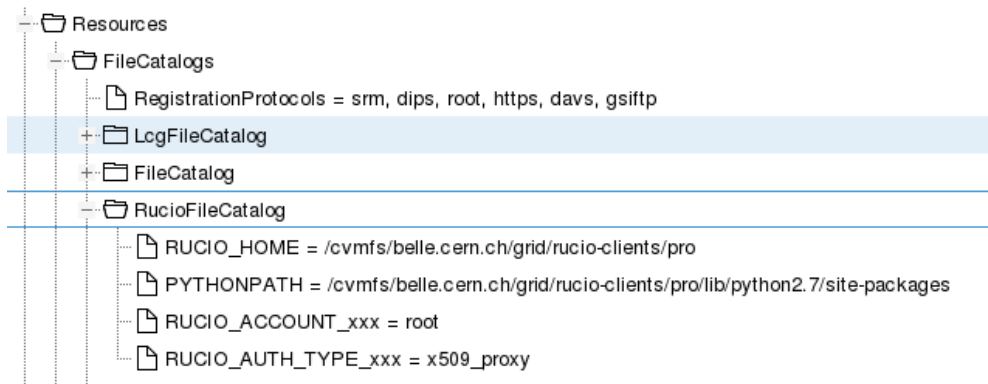 Resources
FileCatalogs
RegistrationProtocols = srm, dips, root, https, davs, gsiftp
LcgFileCatalog
FileCatalog
RucioFileCatalog
RUCIO_HOME = /cvmfs/belle.cern.ch/grid/rucio-clients/pro
PYTHONPATH = /cvmfs/belle.cern.ch/grid/rucio-clients/pro/lib/python2.7/site-packages
RUCIO_ACCOUNT_xxx = root
RUCIO_AUTH_TYPE_xxx = x509_proxy